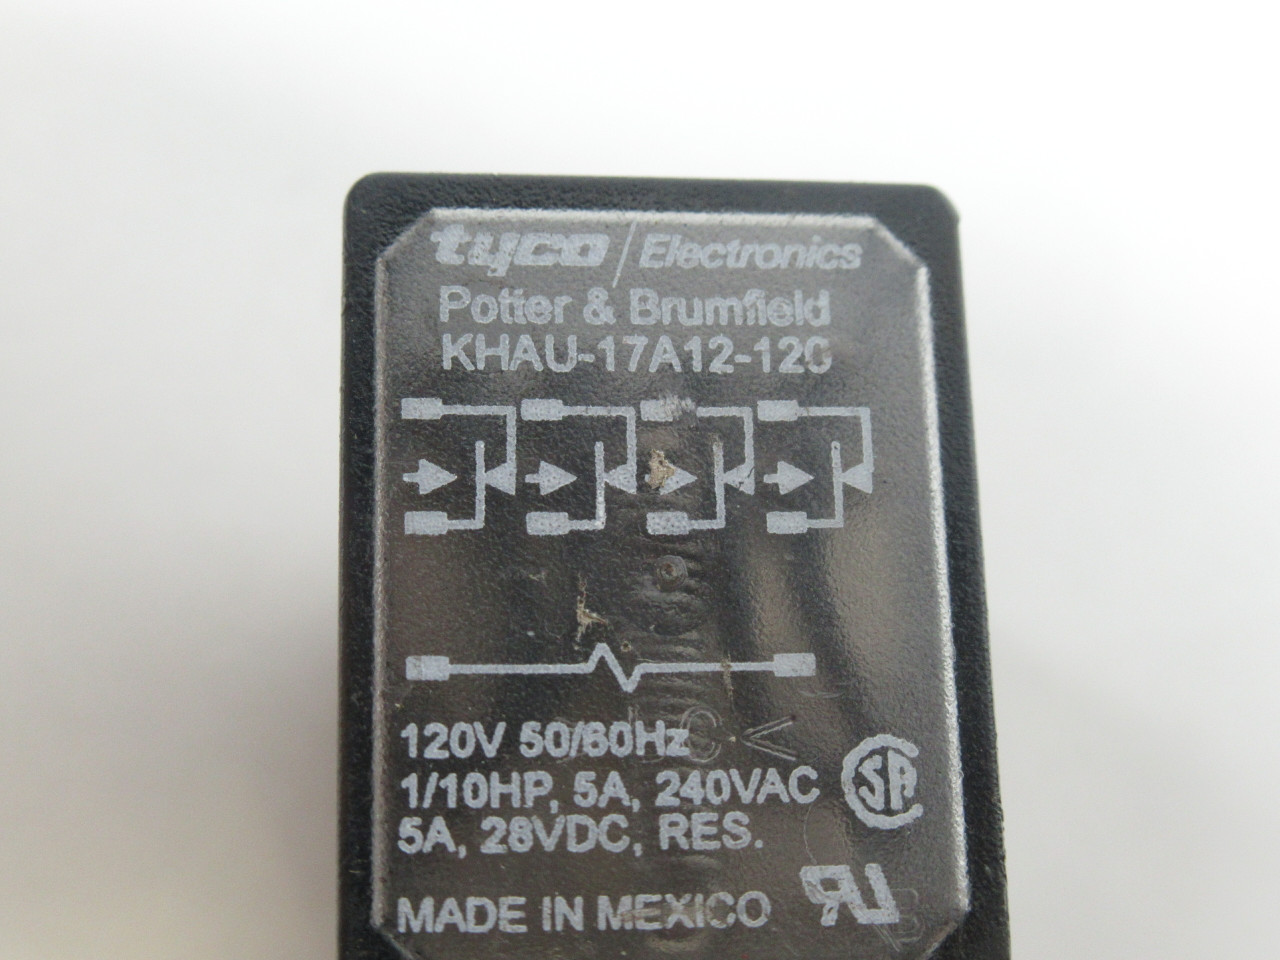 tyco / Electronics
Potter & Brumfield
KHAU-17A12-120
120V 50/60Hz
1/10HP, 5A, 240VAC
5A, 28VDC, RES.
MADE IN MEXICO